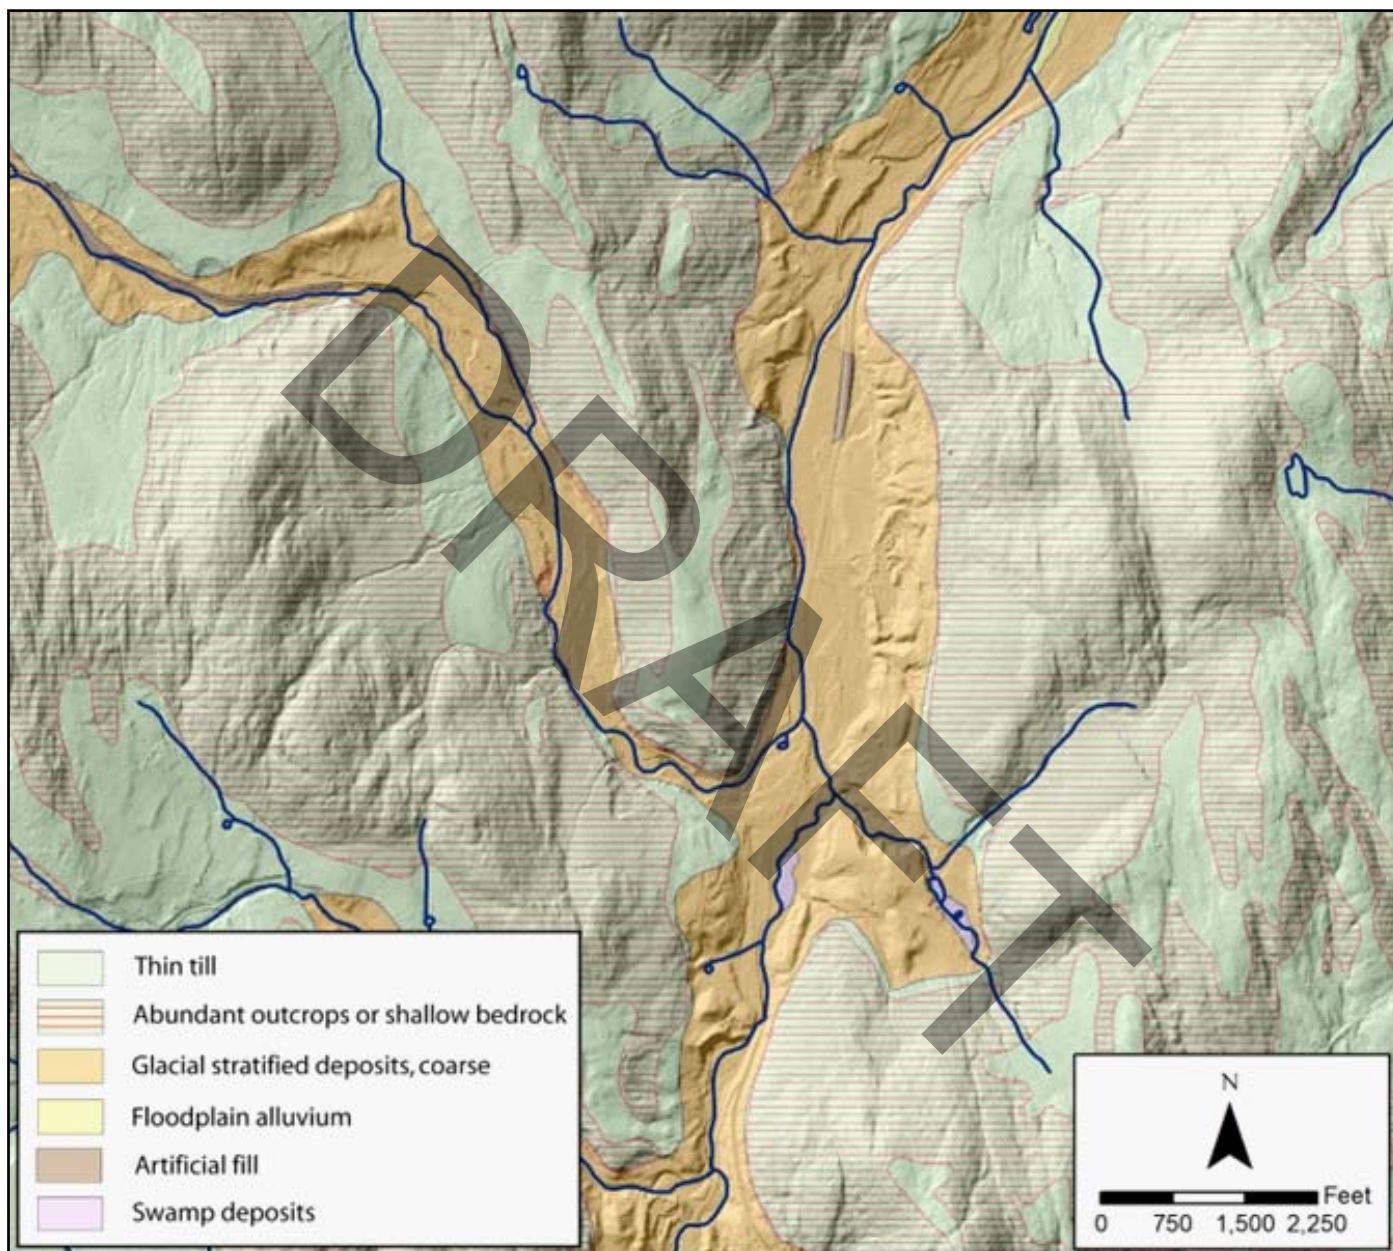 DRAFT
Thin till
Abundant outcrops or shallow bedrock
Glacial stratified deposits, coarse
Floodplain alluvium
Artificial fill
Swamp deposits
N
Feet
0 750 1,500 2,250